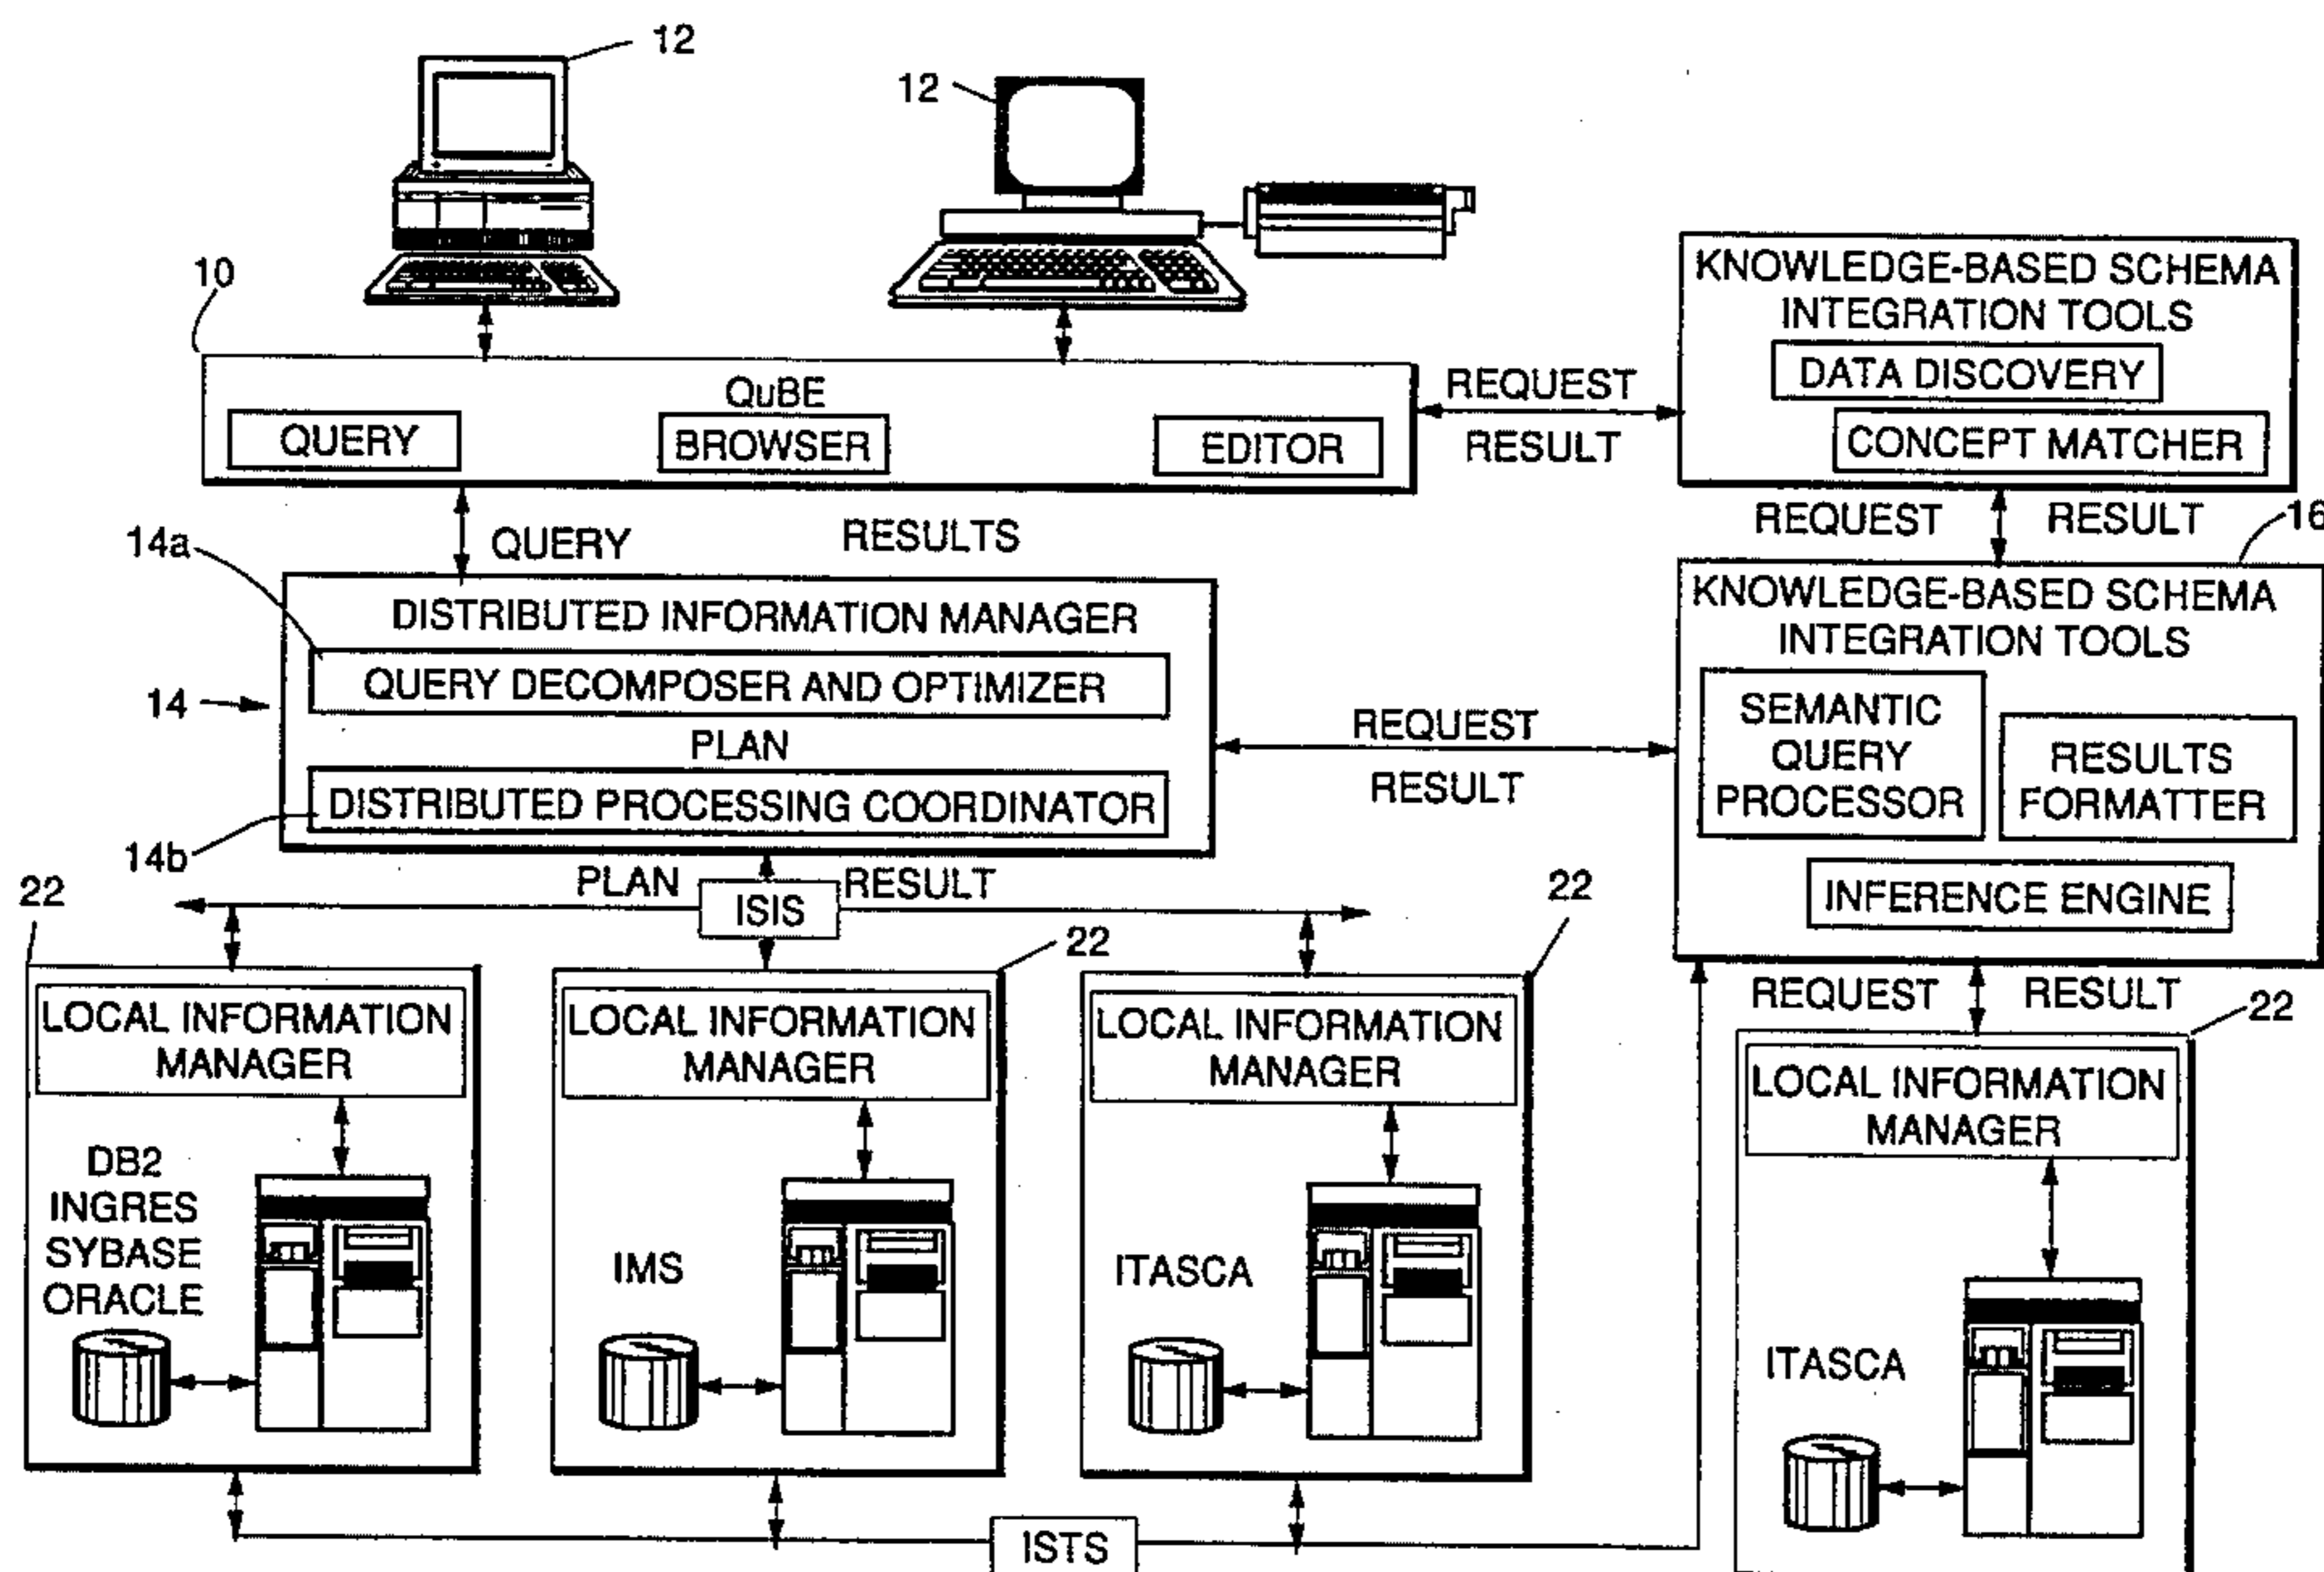 12
12
10
QuBE
QUERY
BROWSER
EDITOR
REQUEST
RESULT
KNOWLEDGE-BASED SCHEMA
INTEGRATION TOOLS
DATA DISCOVERY
CONCEPT MATCHER
REQUEST
RESULT
16
QUERY
RESULTS
14a
DISTRIBUTED INFORMATION MANAGER
QUERY DECOMPOSER AND OPTIMIZER
14
PLAN
DISTRIBUTED PROCESSING COORDINATOR
14b
REQUEST
RESULT
KNOWLEDGE-BASED SCHEMA
INTEGRATION TOOLS
SEMANTIC
QUERY
PROCESSOR
RESULTS
FORMATTER
INFERENCE ENGINE
PLAN
RESULT
ISIS
22
22
22
REQUEST
RESULT
22
LOCAL INFORMATION
MANAGER
DB2
INGRES
SYBASE
ORACLE
LOCAL INFORMATION
MANAGER
IMS
LOCAL INFORMATION
MANAGER
ITASCA
LOCAL INFORMATION
MANAGER
ITASCA
ISTS